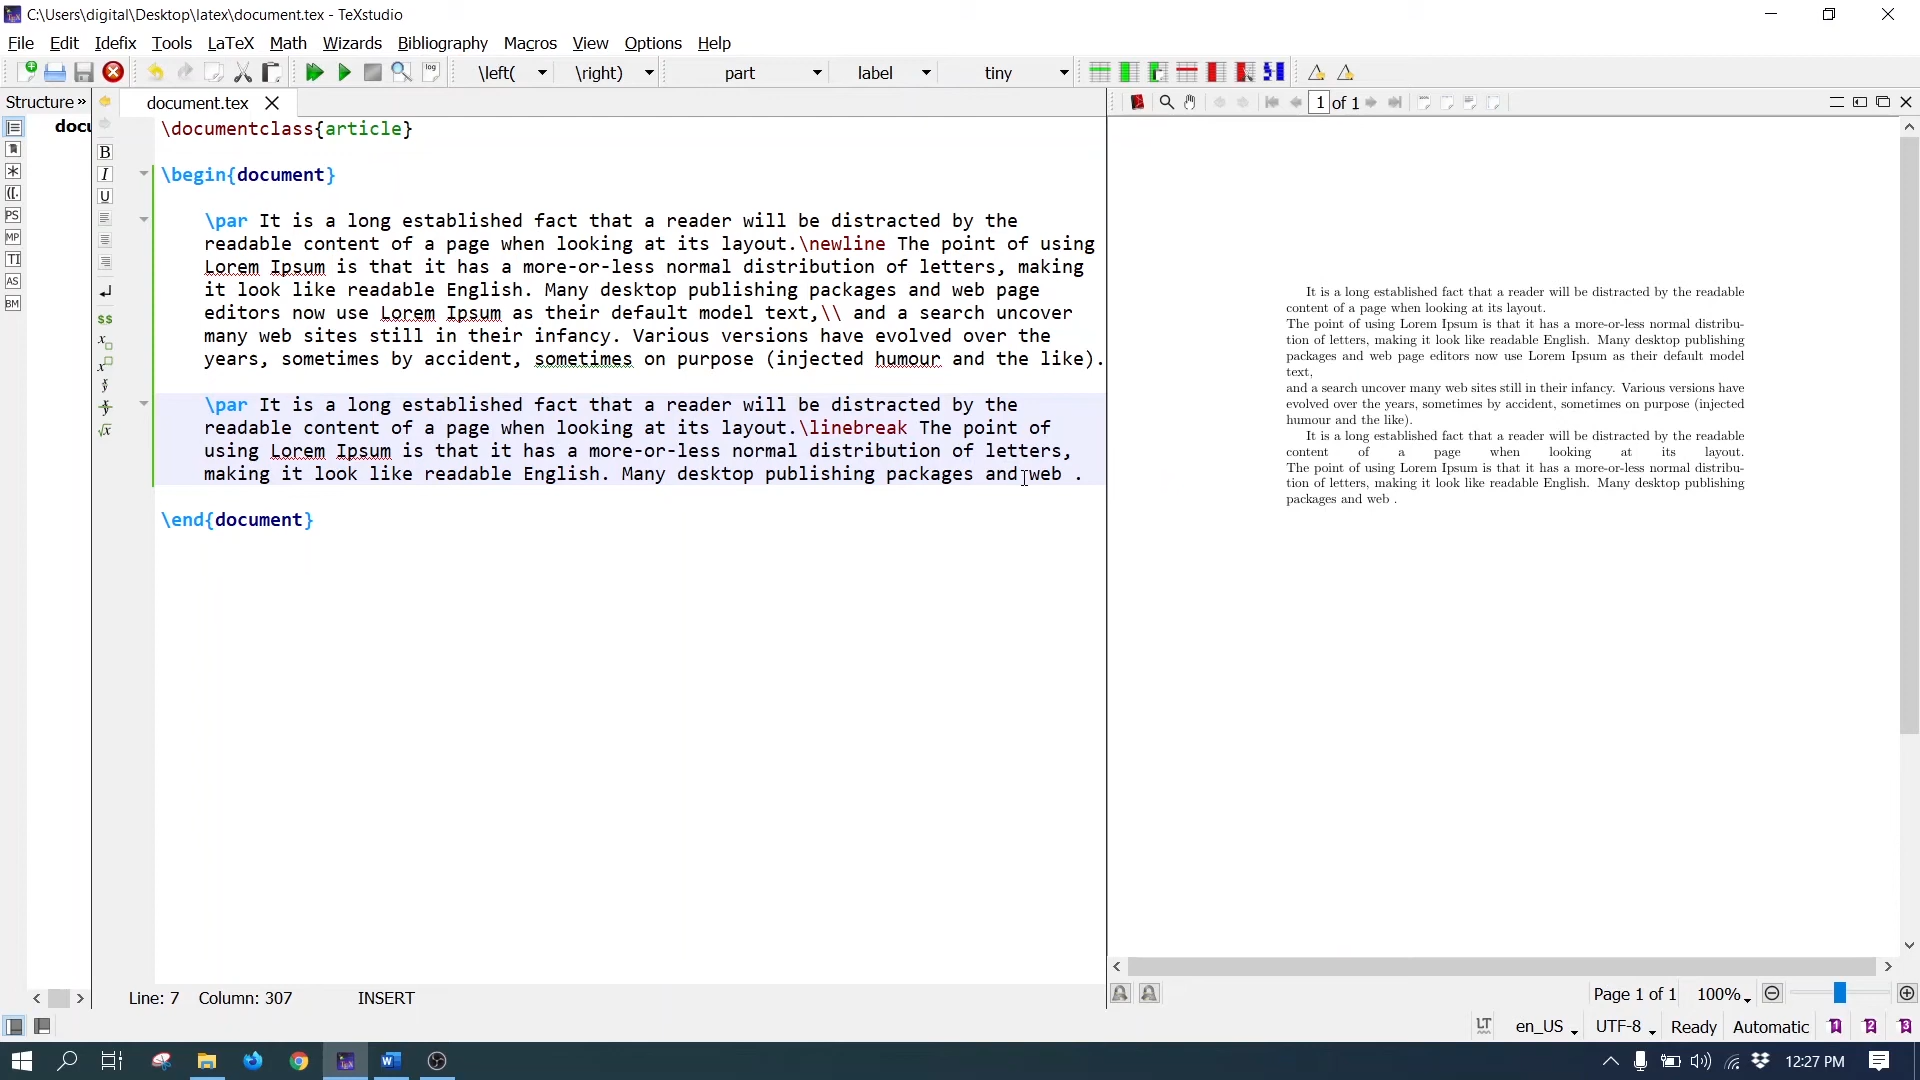 C:\Users\digital\Desktop\latex\document.tex - TeXstudio
File Edit Idefix Tools LaTeX Math Wizards Bibliography Macros View Options Help
\left( \right) part label tiny
Structure »
document.tex
1 of 1
docu
\documentclass{article}
\begin{document}
\par It is a long established fact that a reader will be distracted by the
readable content of a page when looking at its layout.\newline The point of using
Lorem Ipsum is that it has a more-or-less normal distribution of letters, making
it look like readable English. Many desktop publishing packages and web page
editors now use Lorem Ipsum as their default model text,\\ and a search uncover
many web sites still in their infancy. Various versions have evolved over the
years, sometimes by accident, sometimes on purpose (injected humour and the like).
\par It is a long established fact that a reader will be distracted by the
readable content of a page when looking at its layout.\linebreak The point of
using Lorem Ipsum is that it has a more-or-less normal distribution of letters,
making it look like readable English. Many desktop publishing packages and web .
\end{document}
B
I
U
PS
MP
TI
AS
BM
$$
It is a long established fact that a reader will be distracted by the readable
content of a page when looking at its layout.
The point of using Lorem Ipsum is that it has a more-or-less normal distribu-
tion of letters, making it look like readable English. Many desktop publishing
packages and web page editors now use Lorem Ipsum as their default model
text,
and a search uncover many web sites still in their infancy. Various versions have
evolved over the years, sometimes by accident, sometimes on purpose (injected
humour and the like).
It is a long established fact that a reader will be distracted by the readable
content of a page when looking at its layout.
The point of using Lorem Ipsum is that it has a more-or-less normal distribu-
tion of letters, making it look like readable English. Many desktop publishing
packages and web .
Line: 7 Column: 307 INSERT
Page 1 of 1 100%
LT en_US UTF-8 Ready Automatic 1 2 3
12:27 PM